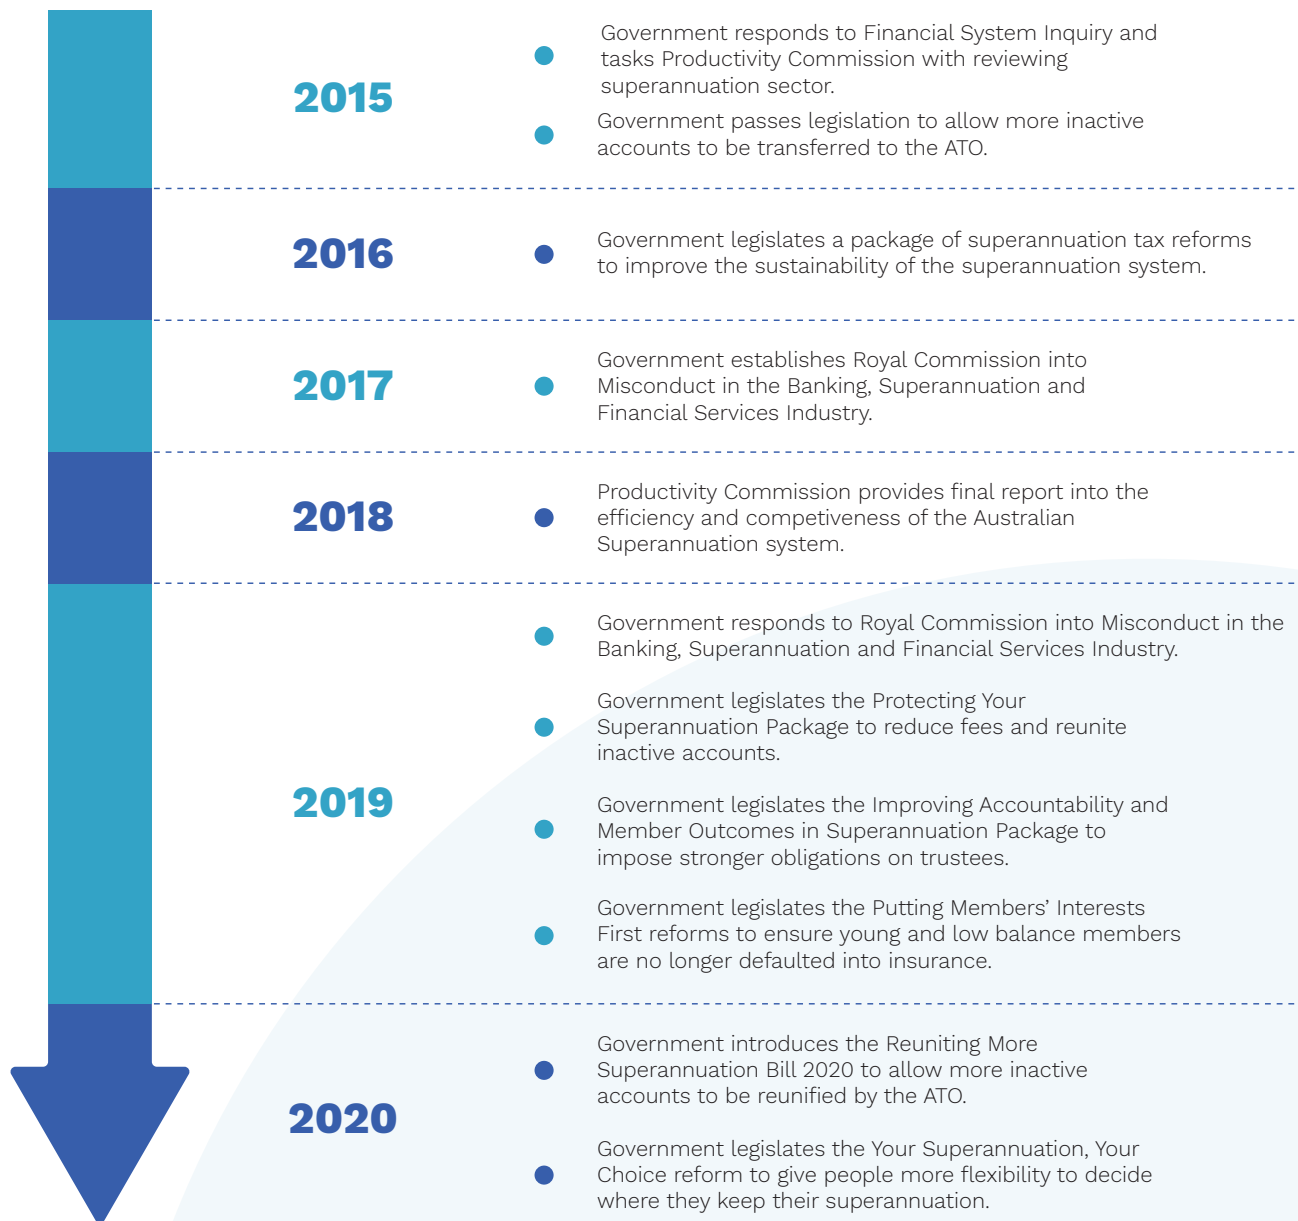 2015
Government responds to Financial System Inquiry and
tasks Productivity Commission with reviewing
superannuation sector.
Government passes legislation to allow more inactive
accounts to be transferred to the ATO.
2016
Government legislates a package of superannuation tax reforms
to improve the sustainability of the superannuation system.
2017
Government establishes Royal Commission into
Misconduct in the Banking, Superannuation and
Financial Services Industry.
2018
Productivity Commission provides final report into the
efficiency and competiveness of the Australian
Superannuation system.
2019
Government responds to Royal Commission into Misconduct in the
Banking, Superannuation and Financial Services Industry.
Government legislates the Protecting Your
Superannuation Package to reduce fees and reunite
inactive accounts.
Government legislates the Improving Accountability and
Member Outcomes in Superannuation Package to
impose stronger obligations on trustees.
Government legislates the Putting Members’ Interests
First reforms to ensure young and low balance members
are no longer defaulted into insurance.
2020
Government introduces the Reuniting More
Superannuation Bill 2020 to allow more inactive
accounts to be reunified by the ATO.
Government legislates the Your Superannuation, Your
Choice reform to give people more flexibility to decide
where they keep their superannuation.